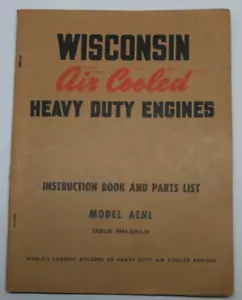 WISCONSIN
Air Cooled
HEAVY DUTY ENGINES
INSTRUCTION BOOK AND PARTS LIST
MODEL AENL
WORLD'S LARGEST BUILDERS OF HEAVY DUTY AIR COOLED ENGINES